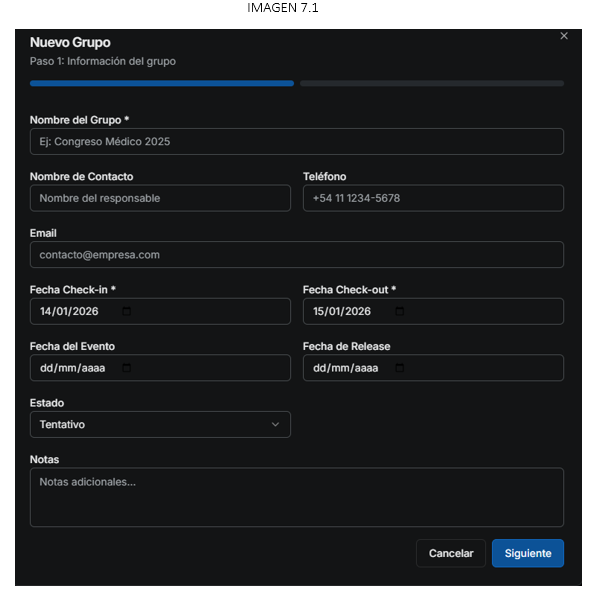 IMAGEN 7.1
Nuevo Grupo
Paso 1: Información del grupo
Nombre del Grupo *
Ej: Congreso Médico 2025
Nombre de Contacto Teléfono
Nombre del responsable +54 11 1234-5678
Email
contacto@empresa.com
Fecha Check-in * Fecha Check-out *
14/01/2026 15/01/2026
Fecha del Evento Fecha de Release
dd/mm/aaaa dd/mm/aaaa
Estado
Tentativo
Notas
Notas adicionales...
Cancelar Siguiente